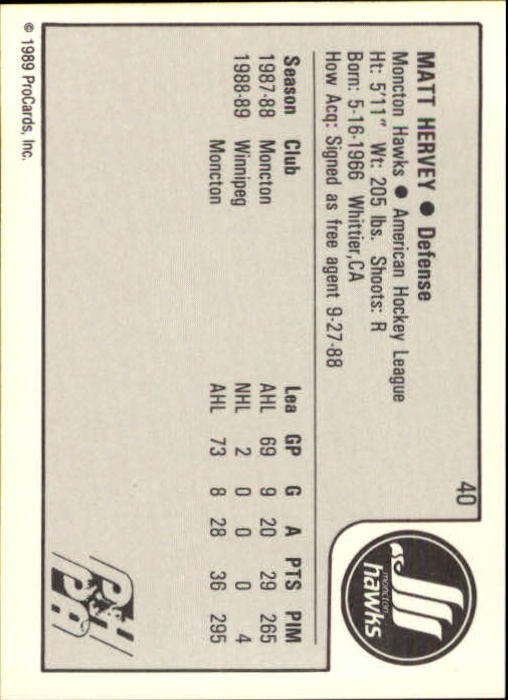 40
MATT HERVEY ● Defense
Moncton Hawks ● American Hockey League
Ht: 5'11" Wt: 205 lbs. Shoots: R
Born: 5-16-1966 Whittier,CA
How Acq: Signed as free agent 9-27-88
moncton
hawks
Season Club Lea GP G A PTS PIM
1987-88 Moncton AHL 69 9 20 29 265
1988-89 Winnipeg NHL 2 0 0 0 4
Moncton AHL 73 8 28 36 295
© 1989 ProCards, Inc.